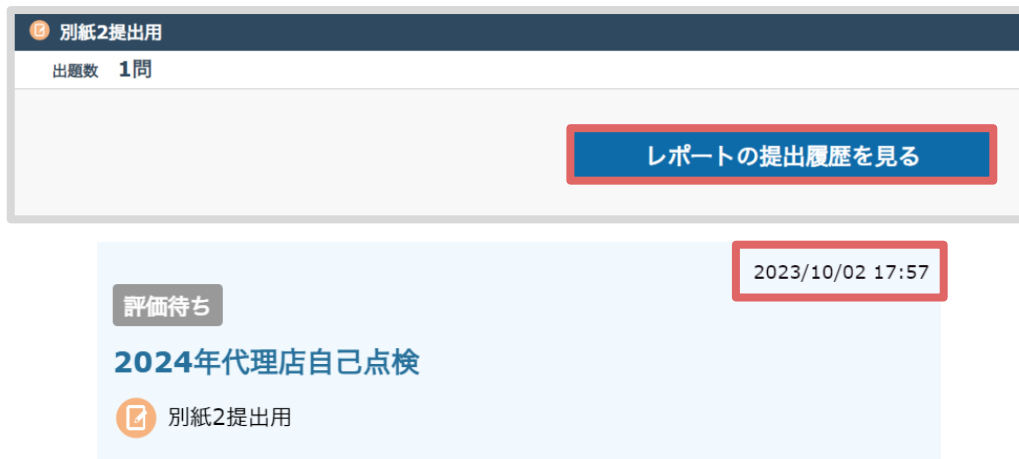 別紙2提出用
出題数 1問
レポートの提出履歴を見る
2023/10/02 17:57
評価待ち
2024年代理店自己点検
別紙2提出用